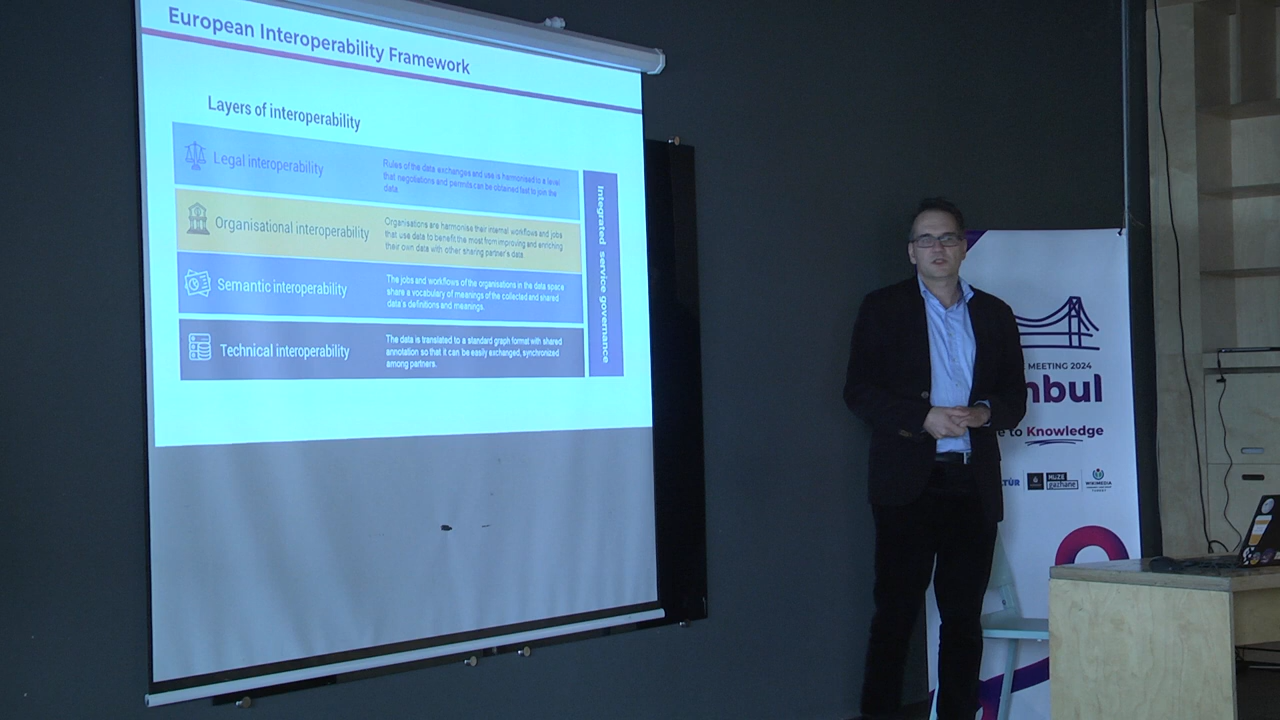 European Interoperability Framework
Layers of interoperability
Legal interoperability
Rules of the data exchanges and use is harmonised to a level
that negotiations and permits can be obtained fast to join the
data
Organisational interoperability
Organisations are harmonise their internal workflows and jobs
that use data to benefit the most from improving and enriching
their own data with other sharing partner's data
Semantic interoperability
The jobs and workflows of the organisations in the data space
share a vocabulary of meanings of the collected and shared
data's definitions and meanings.
Technical interoperability
The data is translated to a standard graph format with shared
annotation so that it can be easily exchanged, synchronized
among partners.
Integrated service governance
MEETING 2024
nbul
to Knowledge
TÜR
MÜZE
gazhane
WIKIMEDIA